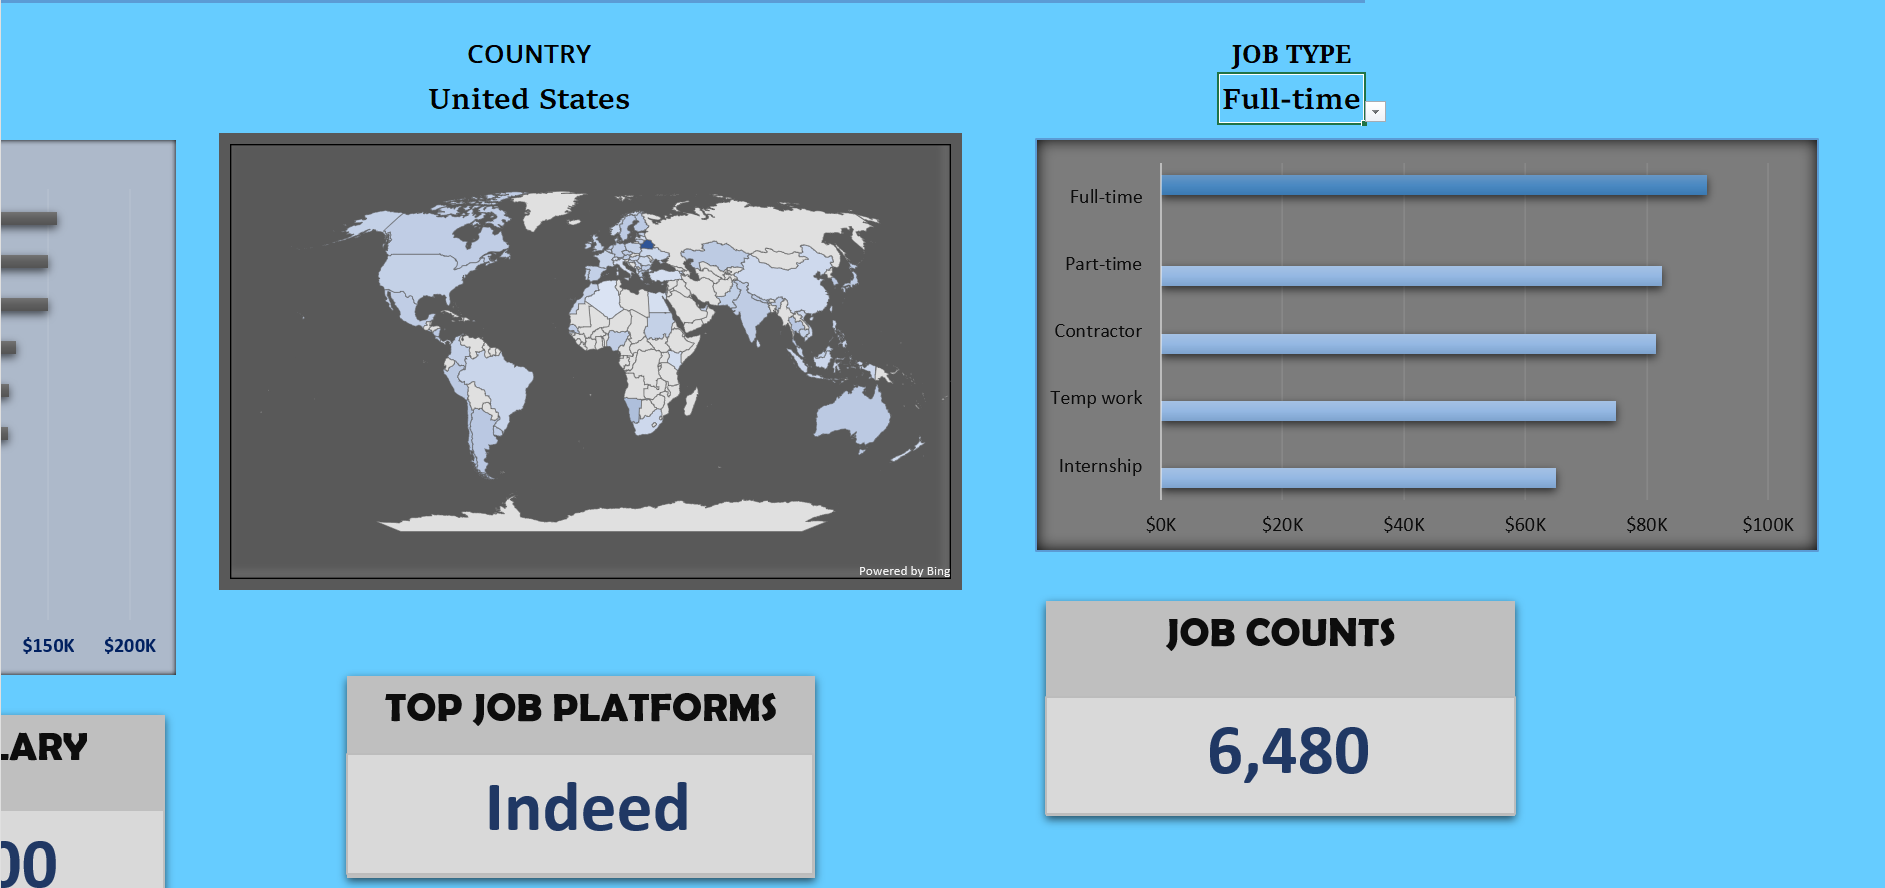 COUNTRY
United States
JOB TYPE
Full-time
$150K $200K
Powered by Bing
Full-time
Part-time
Contractor
Temp work
Internship
$0K $20K $40K $60K $80K $100K
LARY
00
TOP JOB PLATFORMS
Indeed
JOB COUNTS
6,480